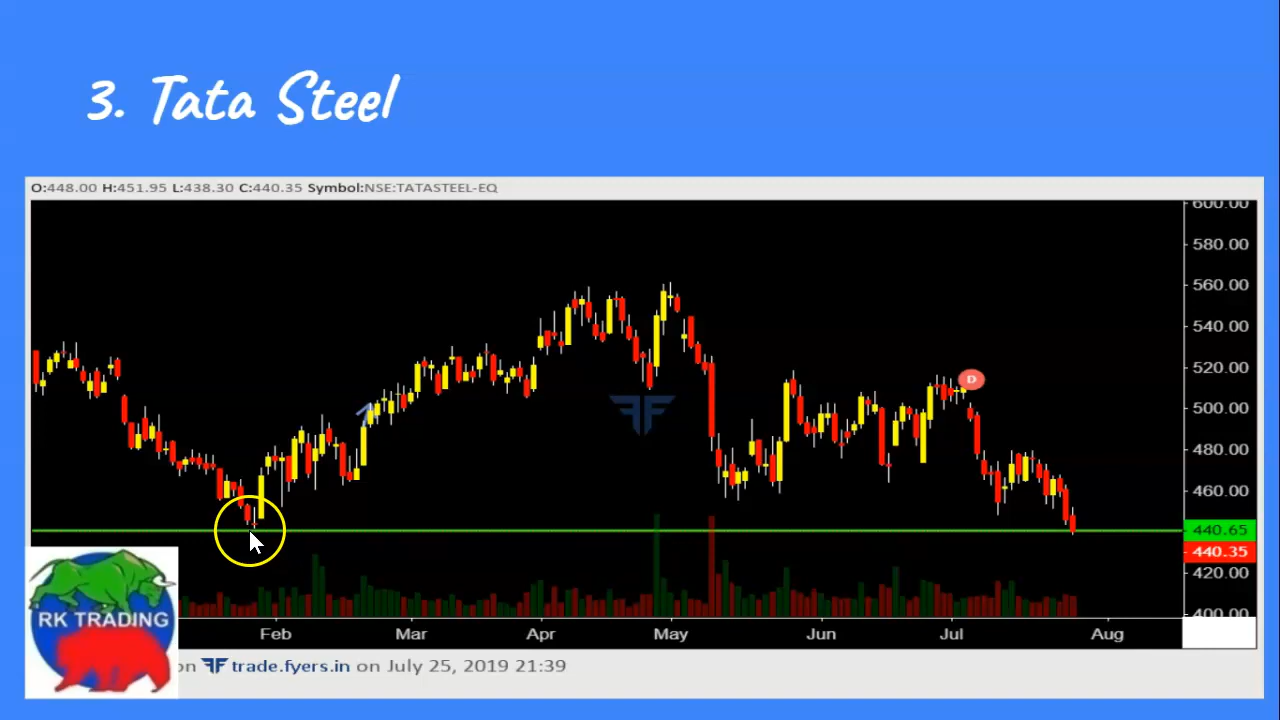 3. Tata Steel
O:448.00 H:451.95 L:438.30 C:440.35 Symbol:NSE:TATASTEEL-EQ
600.00
580.00
560.00
540.00
520.00
D
500.00
480.00
460.00
440.65
440.35
420.00
400.00
RK TRADING
Feb Mar Apr May Jun Jul Aug
on trade.fyers.in on July 25, 2019 21:39